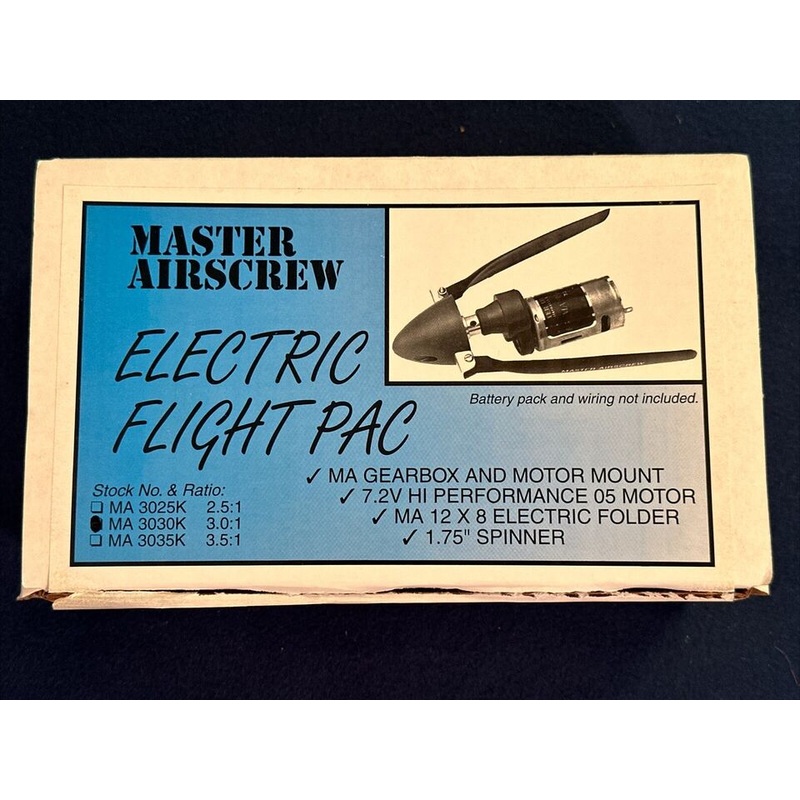 MASTER
AIRSCREW
ELECTRIC
FLIGHT PAC
MASTER AIRSCREW
Battery pack and wiring not included.
✓ MA GEARBOX AND MOTOR MOUNT
✓ 7.2V HI PERFORMANCE 05 MOTOR
✓ MA 12 X 8 ELECTRIC FOLDER
✓ 1.75" SPINNER
Stock No. & Ratio:
❑ MA 3025K 2.5:1
MA 3030K 3.0:1
❑ MA 3035K 3.5:1